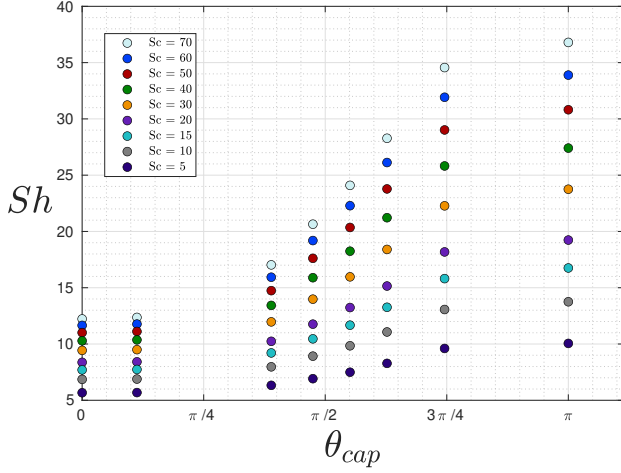 40
35
30
25
20
15
10
5
Sh
Sc = 70
Sc = 60
Sc = 50
Sc = 40
Sc = 30
Sc = 20
Sc = 15
Sc = 10
Sc = 5
0 π /4 π /2 3 π /4 π
θcap